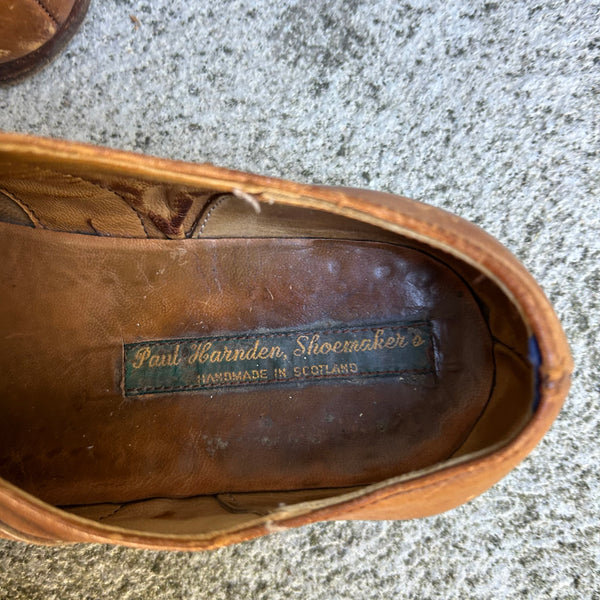 Paul Harnden, Shoemaker's
HANDMADE IN SCOTLAND